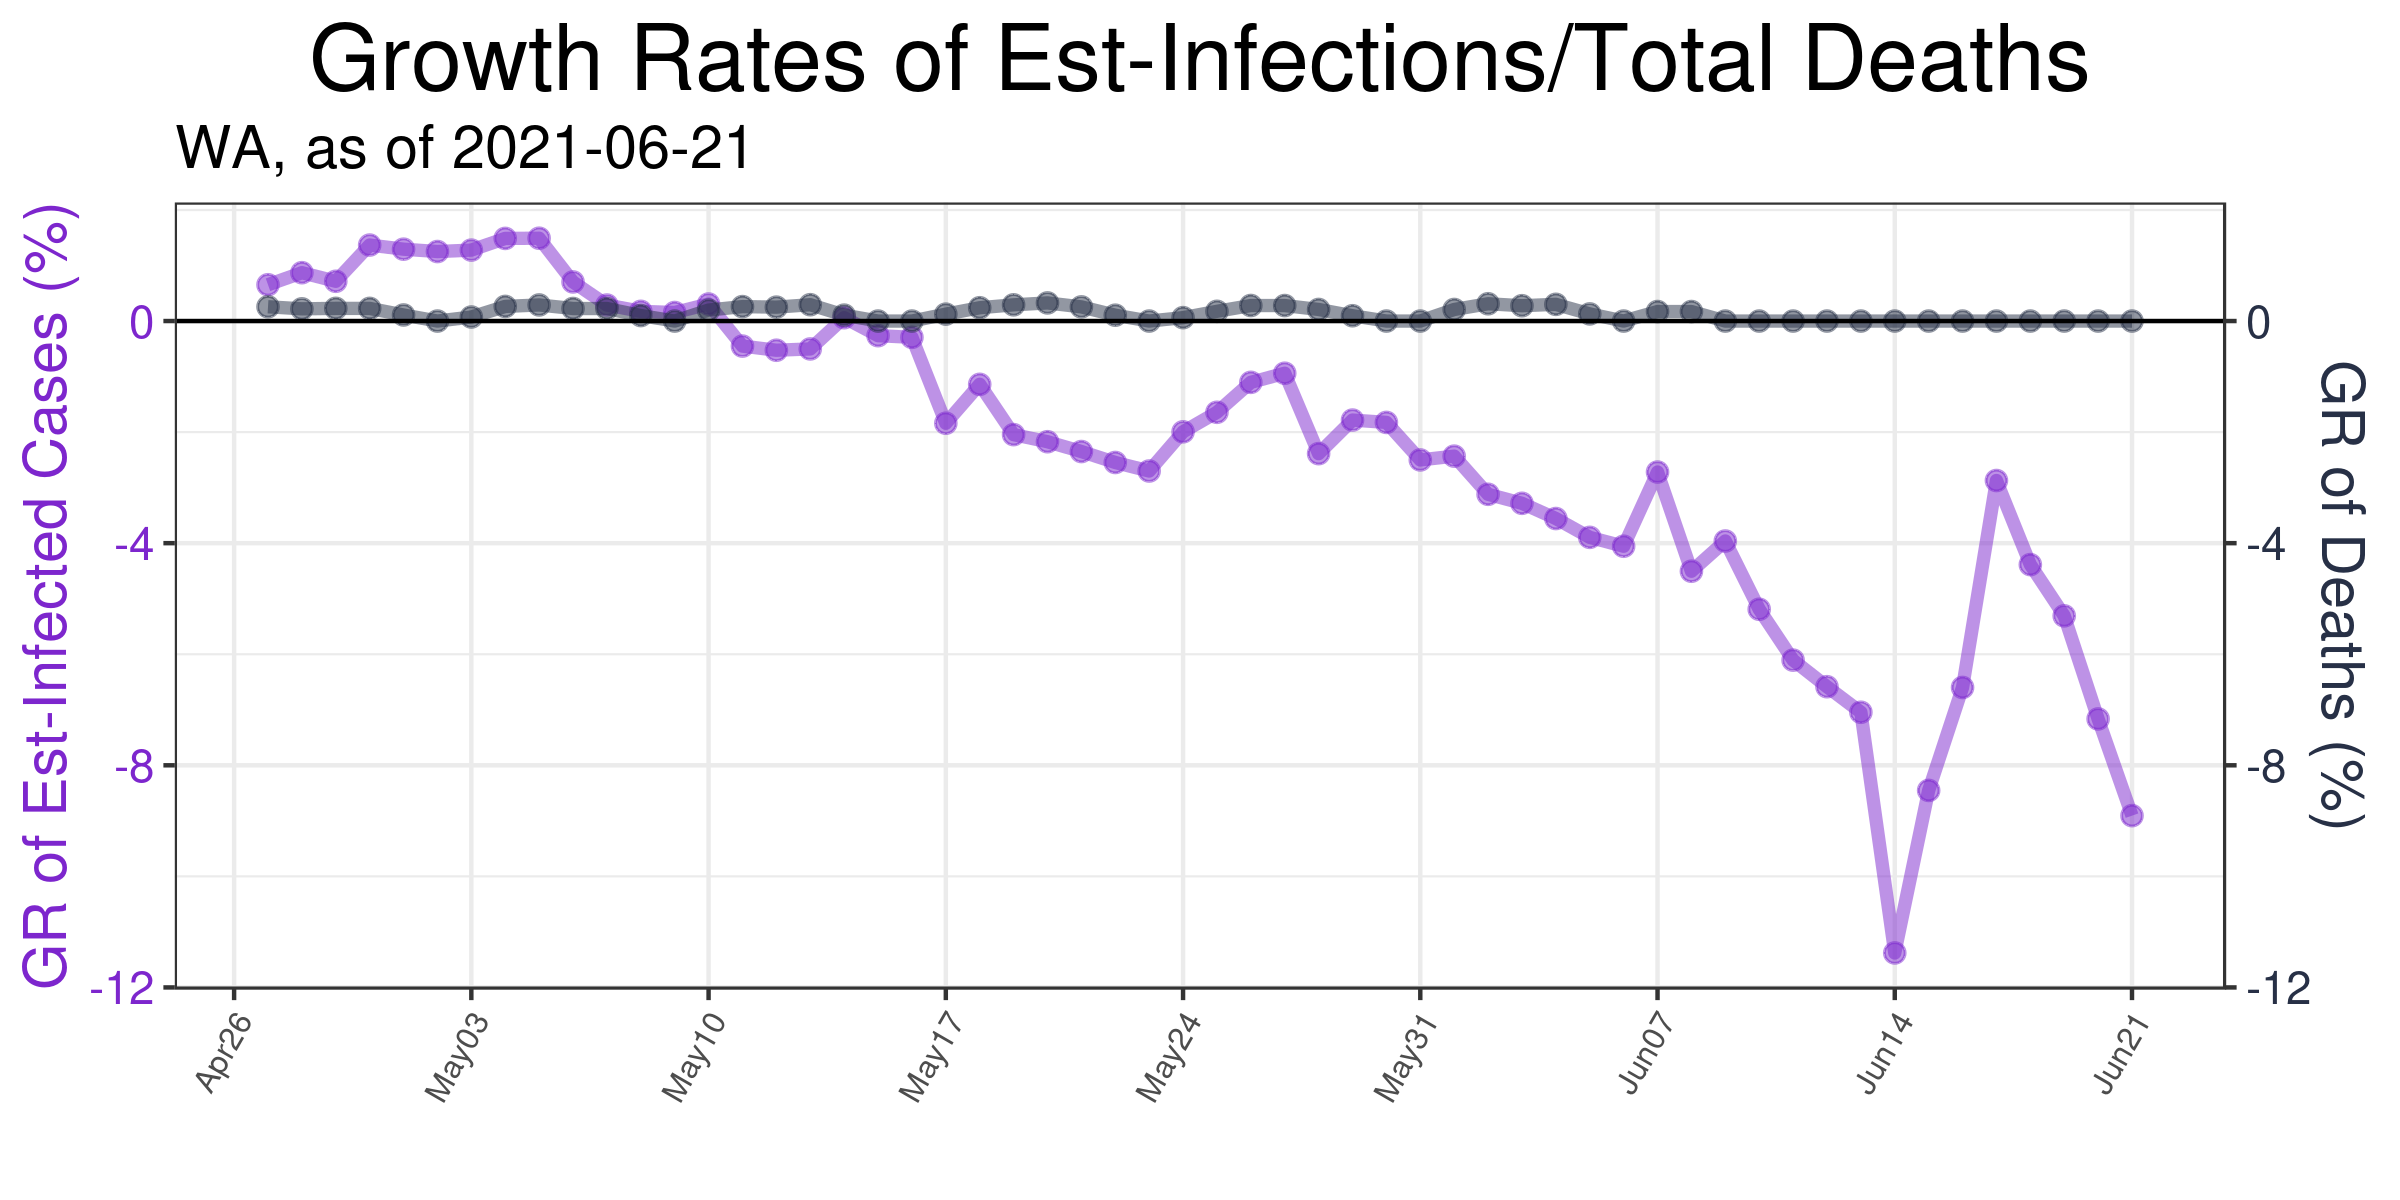 Growth Rates of Est-Infections/Total Deaths
WA, as of 2021-06-21
GR of Est-Infected Cases (%)
0
-4
-8
-12
0
-4
-8
-12
GR of Deaths (%)
Apr26
May03
May10
May17
May24
May31
Jun07
Jun14
Jun21